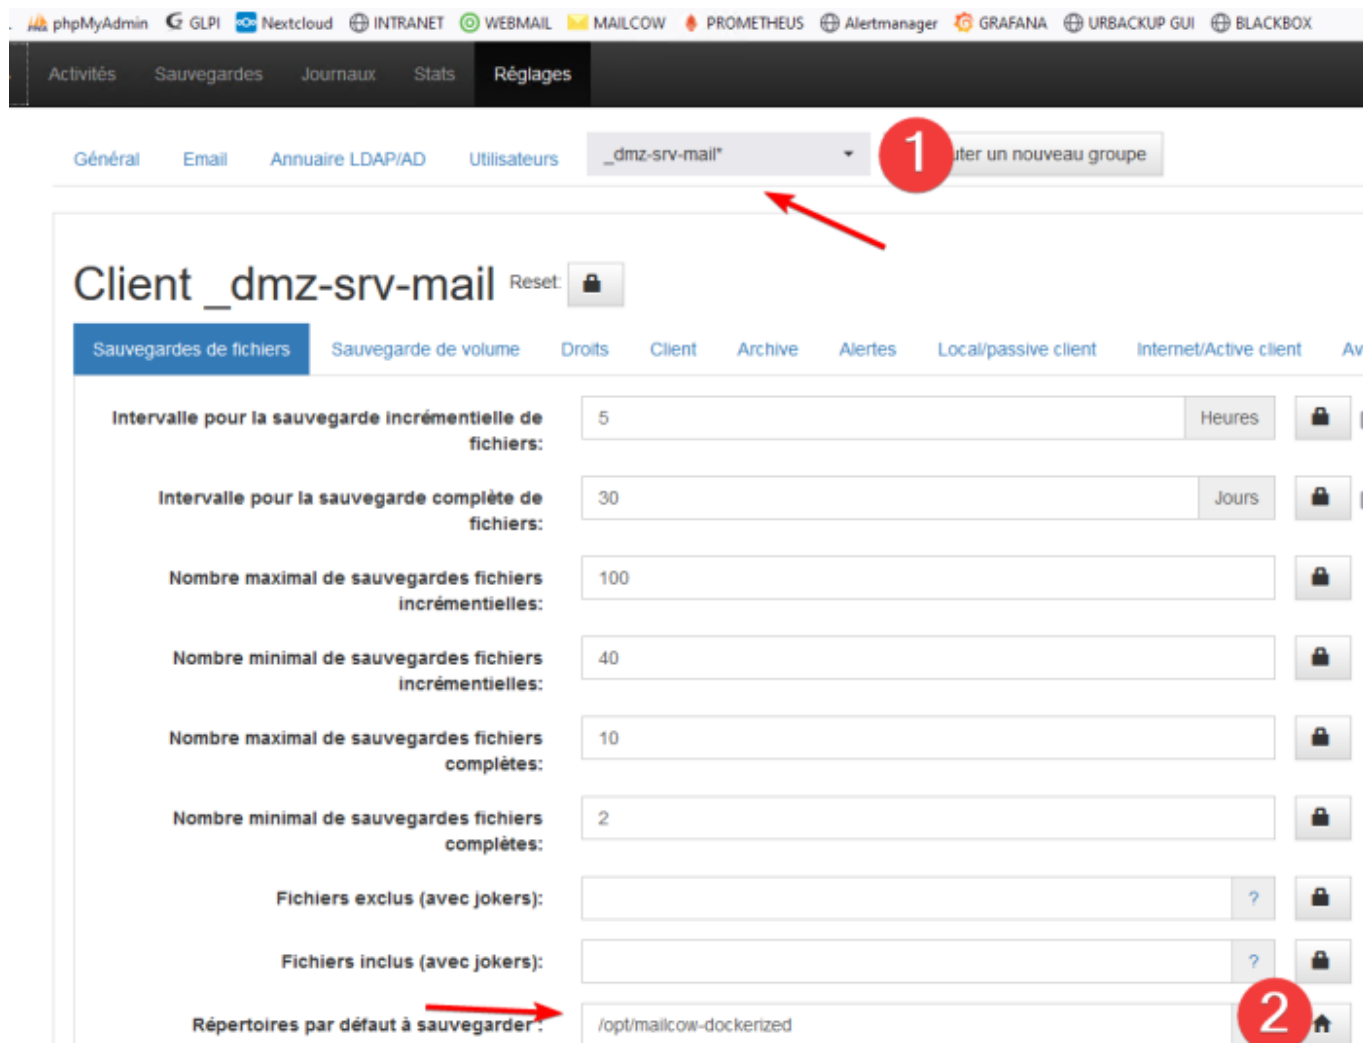 phpMyAdmin GLPI Nextcloud INTRANET WEBMAIL MAILCOW PROMETHEUS Alertmanager GRAFANA URBACKUP GUI BLACKBOX
Activités Sauvegardes Journaux Stats Réglages
Général Email Annuaire LDAP/AD Utilisateurs _dmz-srv-mail* 1 uter un nouveau groupe
Client _dmz-srv-mail Reset:
Sauvegardes de fichiers Sauvegarde de volume Droits Client Archive Alertes Local/passive client Internet/Active client Av
Intervalle pour la sauvegarde incrémentielle de 5 Heures
fichiers:
Intervalle pour la sauvegarde complète de 30 Jours
fichiers:
Nombre maximal de sauvegardes fichiers 100
incrémentielles:
Nombre minimal de sauvegardes fichiers 40
incrémentielles:
Nombre maximal de sauvegardes fichiers 10
complètes:
Nombre minimal de sauvegardes fichiers 2
complètes:
Fichiers exclus (avec jokers): ?
Fichiers inclus (avec jokers): ?
Répertoires par défaut à sauvegarder : /opt/mailcow-dockerized 2